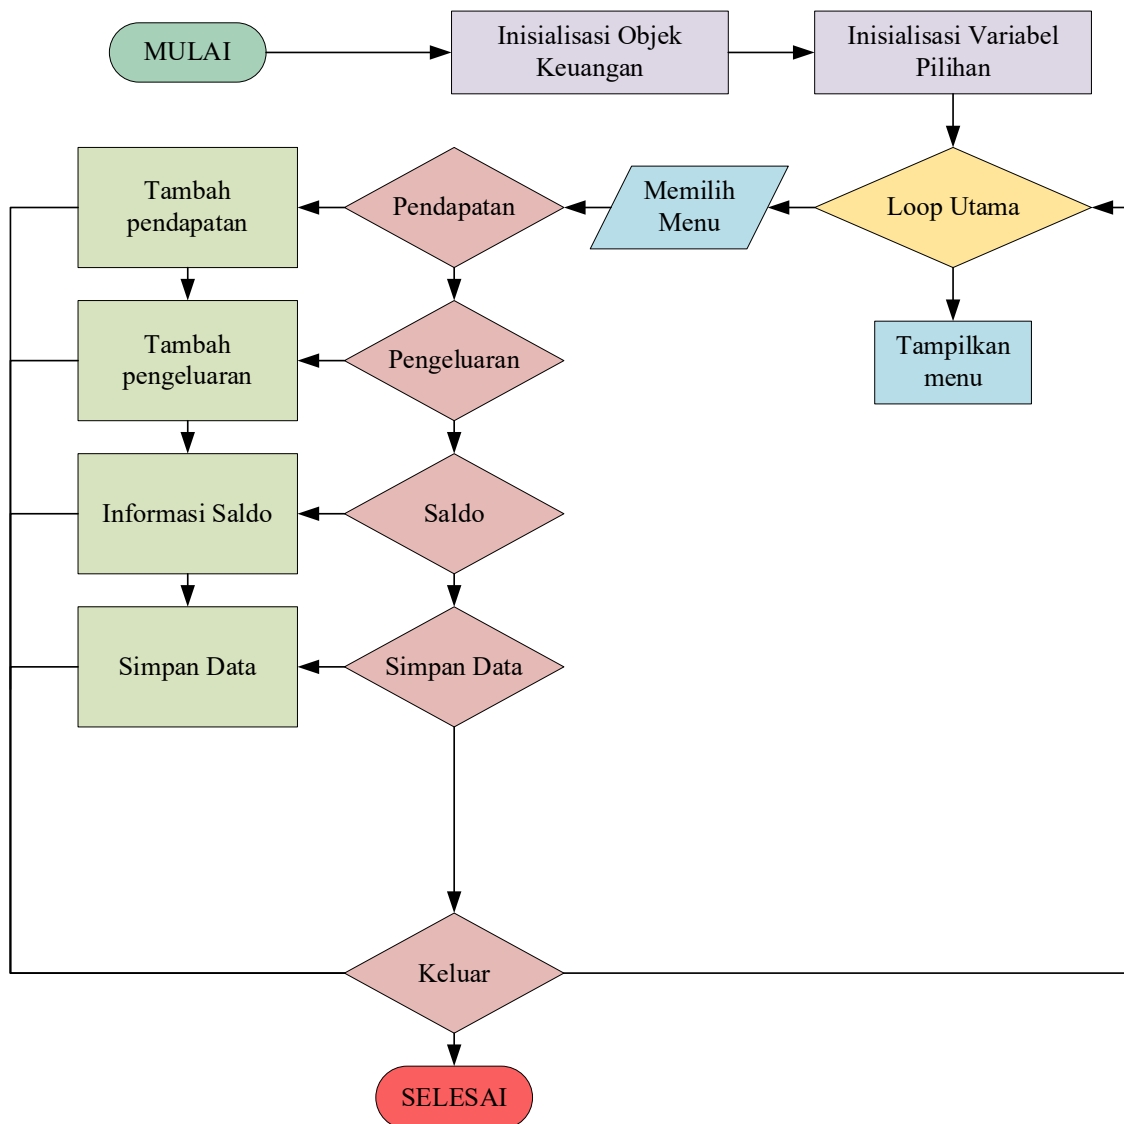 MULAI
Inisialisasi Objek
Keuangan
Inisialisasi Variabel
Pilihan
Tambah
pendapatan
Pendapatan
Memilih
Menu
Loop Utama
Tambah
pengeluaran
Pengeluaran
Tampilkan
menu
Informasi Saldo
Saldo
Simpan Data
Simpan Data
Keluar
SELESAI